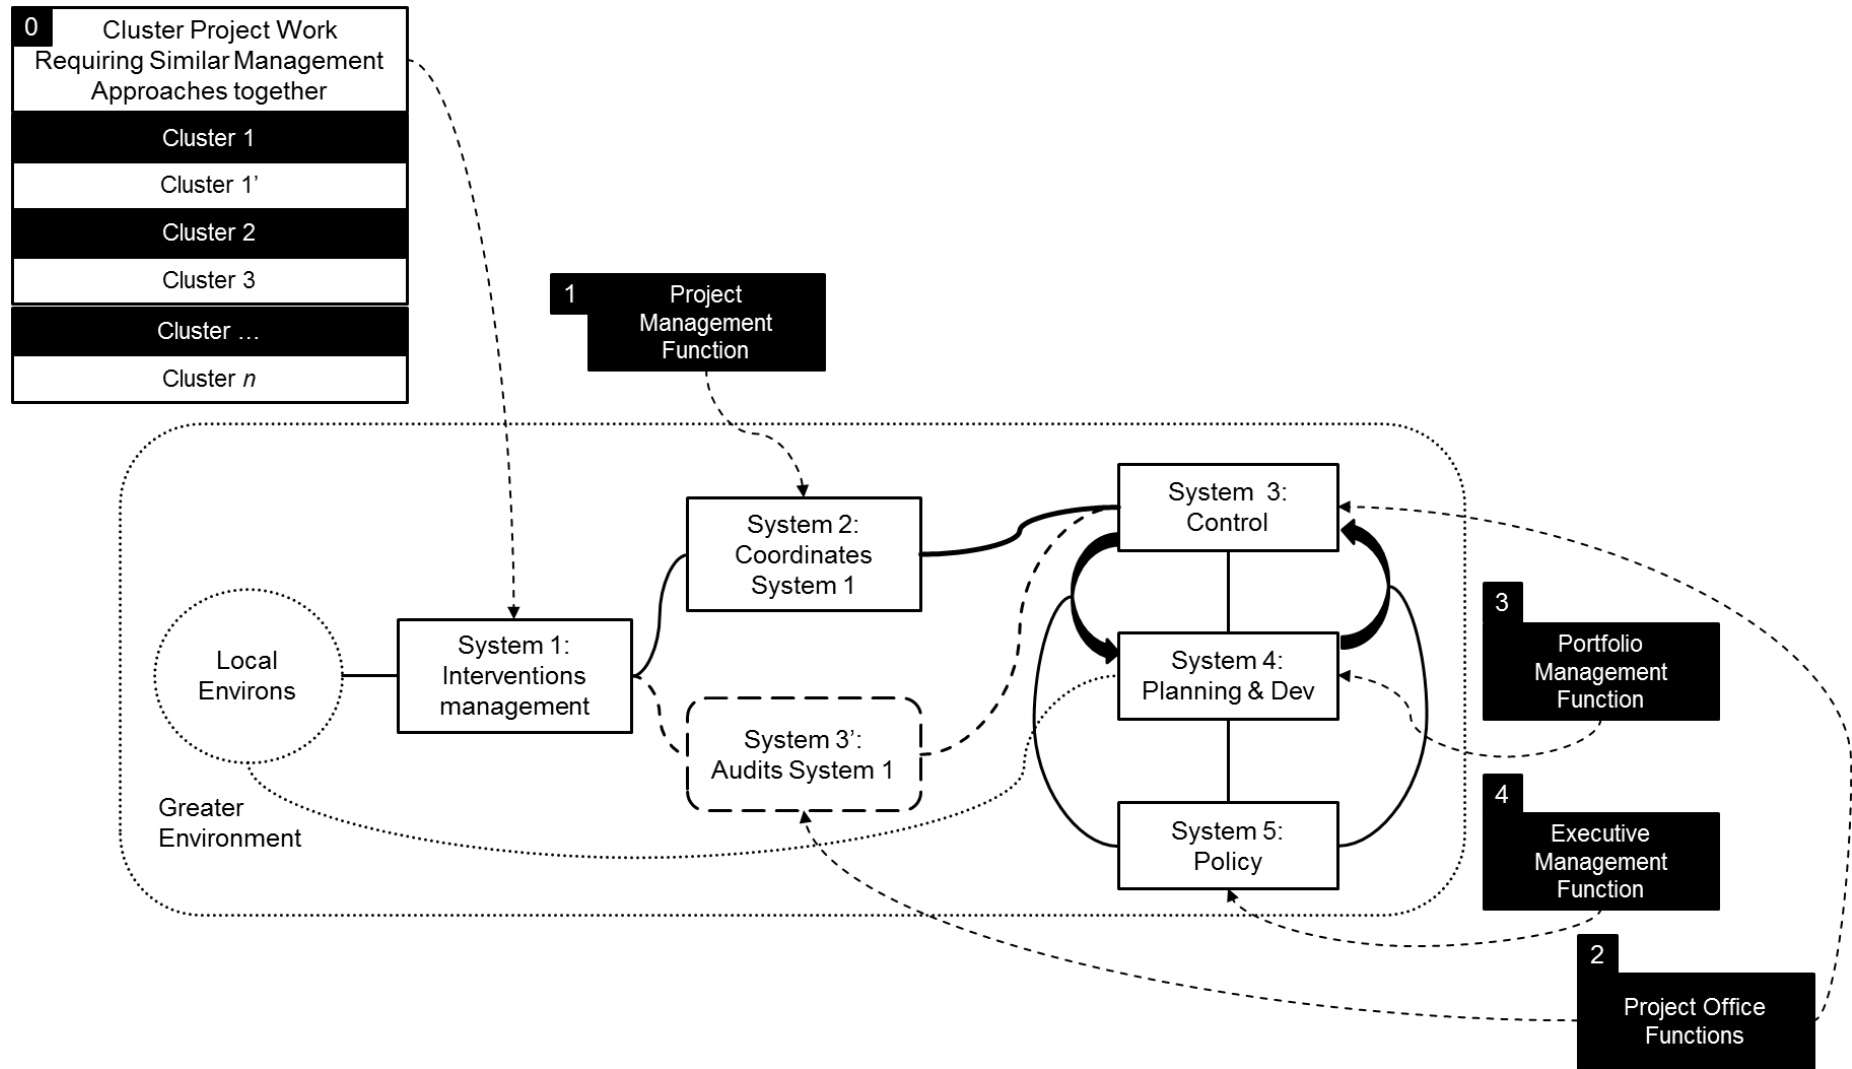 0
Cluster Project Work
Requiring Similar Management
Approaches together
Cluster 1
Cluster 1’
Cluster 2
Cluster 3
Cluster …
Cluster n
1
Project
Management
Function
System 3:
Control
System 2:
Coordinates
System 1
Local
Environs
System 1:
Interventions
management
System 4:
Planning & Dev
3
Portfolio
Management
Function
System 3’:
Audits System 1
Greater
Environment
System 5:
Policy
4
Executive
Management
Function
2
Project Office
Functions